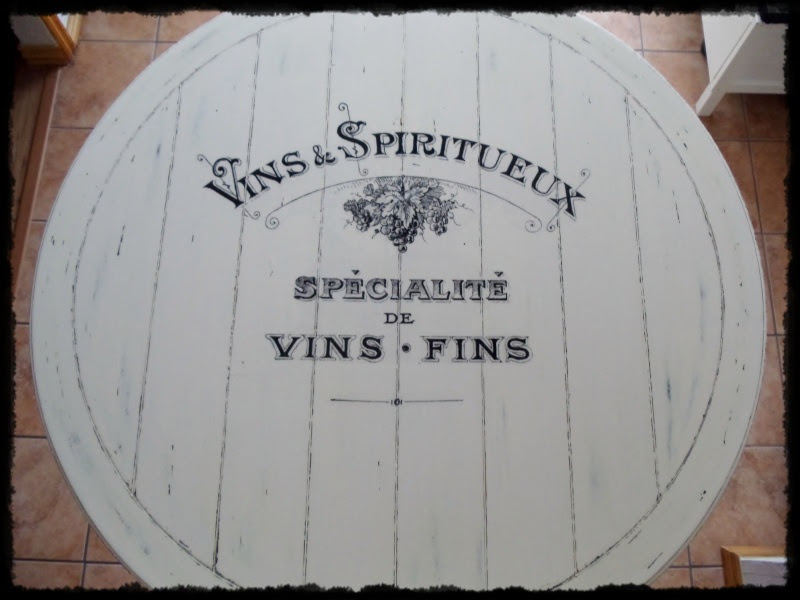 VINS & SPIRITUEUX
SPÉCIALITÉ
DE
VINS • FINS